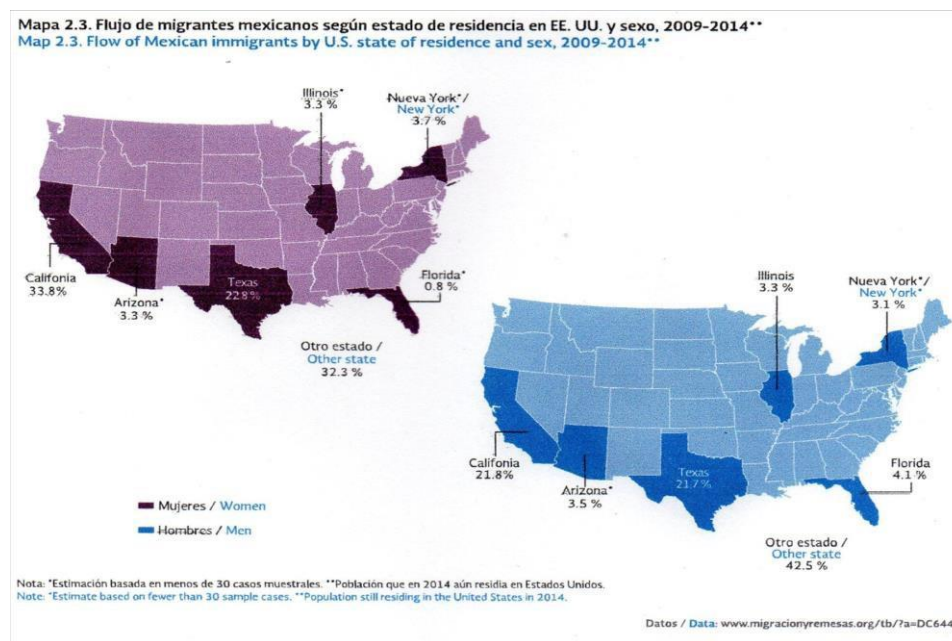 Mapa 2.3. Flujo de migrantes mexicanos según estado de residencia en EE. UU. y sexo, 2009-2014**
Map 2.3. Flow of Mexican immigrants by U.S. state of residence and sex, 2009-2014**
Illinois*
3.3 %
Nueva York*/
New York*
3.7 %
Califonia
33.8%
Arizona*
3.3 %
Texas
22.8%
Florida*
0.8 %
Otro estado /
Other state
32.3 %
Illinois
3.3 %
Nueva York*/
New York*
3.1 %
Califonia
21.8%
Arizona*
3.5 %
Texas
21.7%
Florida
4.1 %
Otro estado /
Other state
42.5 %
Mujeres / Women
Hombres / Men
Nota: *Estimación basada en menos de 30 casos muestrales. **Población que en 2014 aún residia en Estados Unidos.
Note: *Estimate based on fewer than 30 sample cases. **Population still residing in the United States in 2014.
Datos / Data: www.migracionyremesas.org/tb/?a=DC644